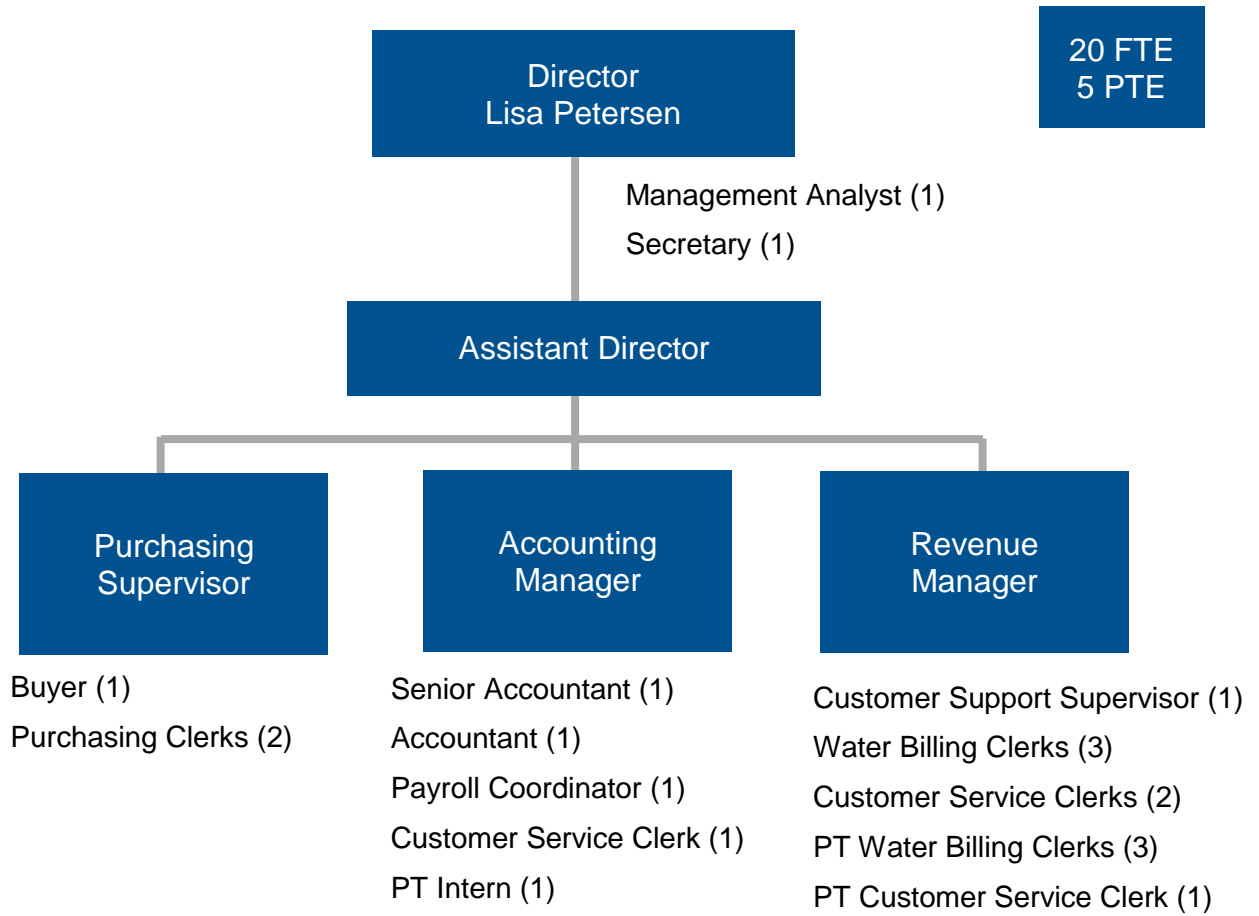 20 FTE
5 PTE
Director
Lisa Petersen
Management Analyst (1)
Secretary (1)
Assistant Director
Purchasing
Supervisor
Buyer (1)
Purchasing Clerks (2)
Accounting
Manager
Senior Accountant (1)
Accountant (1)
Payroll Coordinator (1)
Customer Service Clerk (1)
PT Intern (1)
Revenue
Manager
Customer Support Supervisor (1)
Water Billing Clerks (3)
Customer Service Clerks (2)
PT Water Billing Clerks (3)
PT Customer Service Clerk (1)